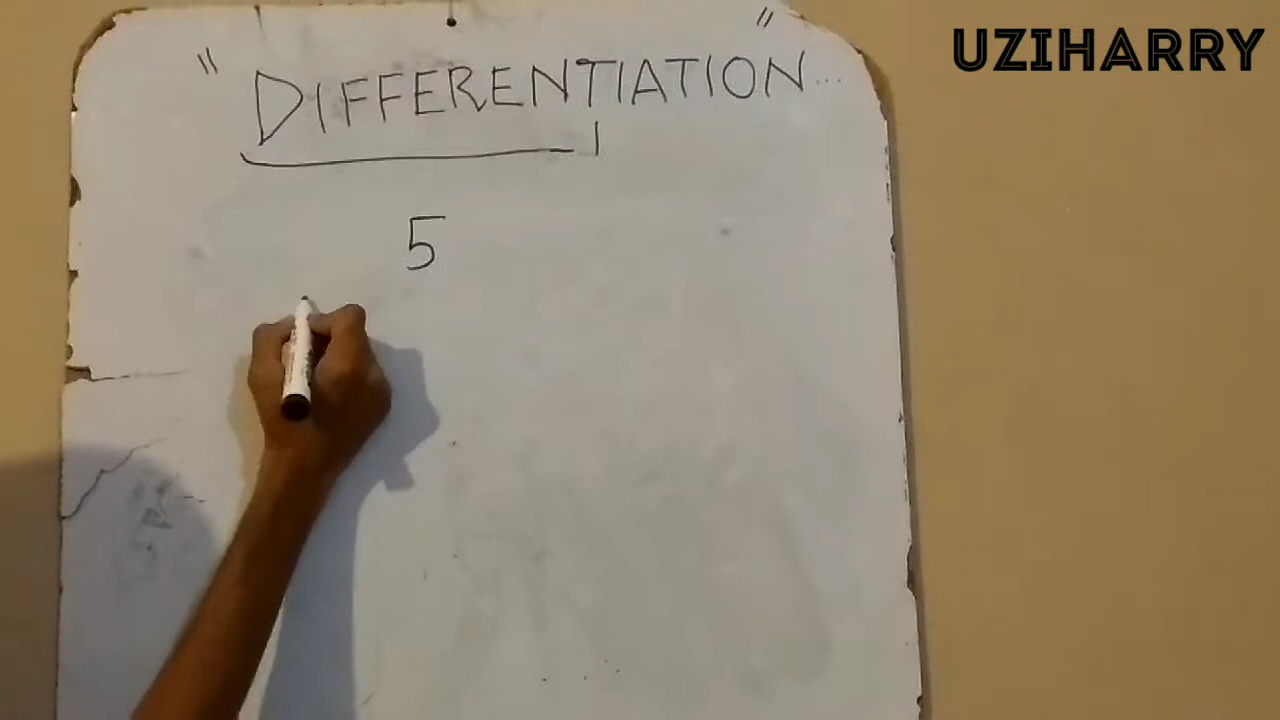 UZIHARRY
" DIFFERENTIATION " ...
5